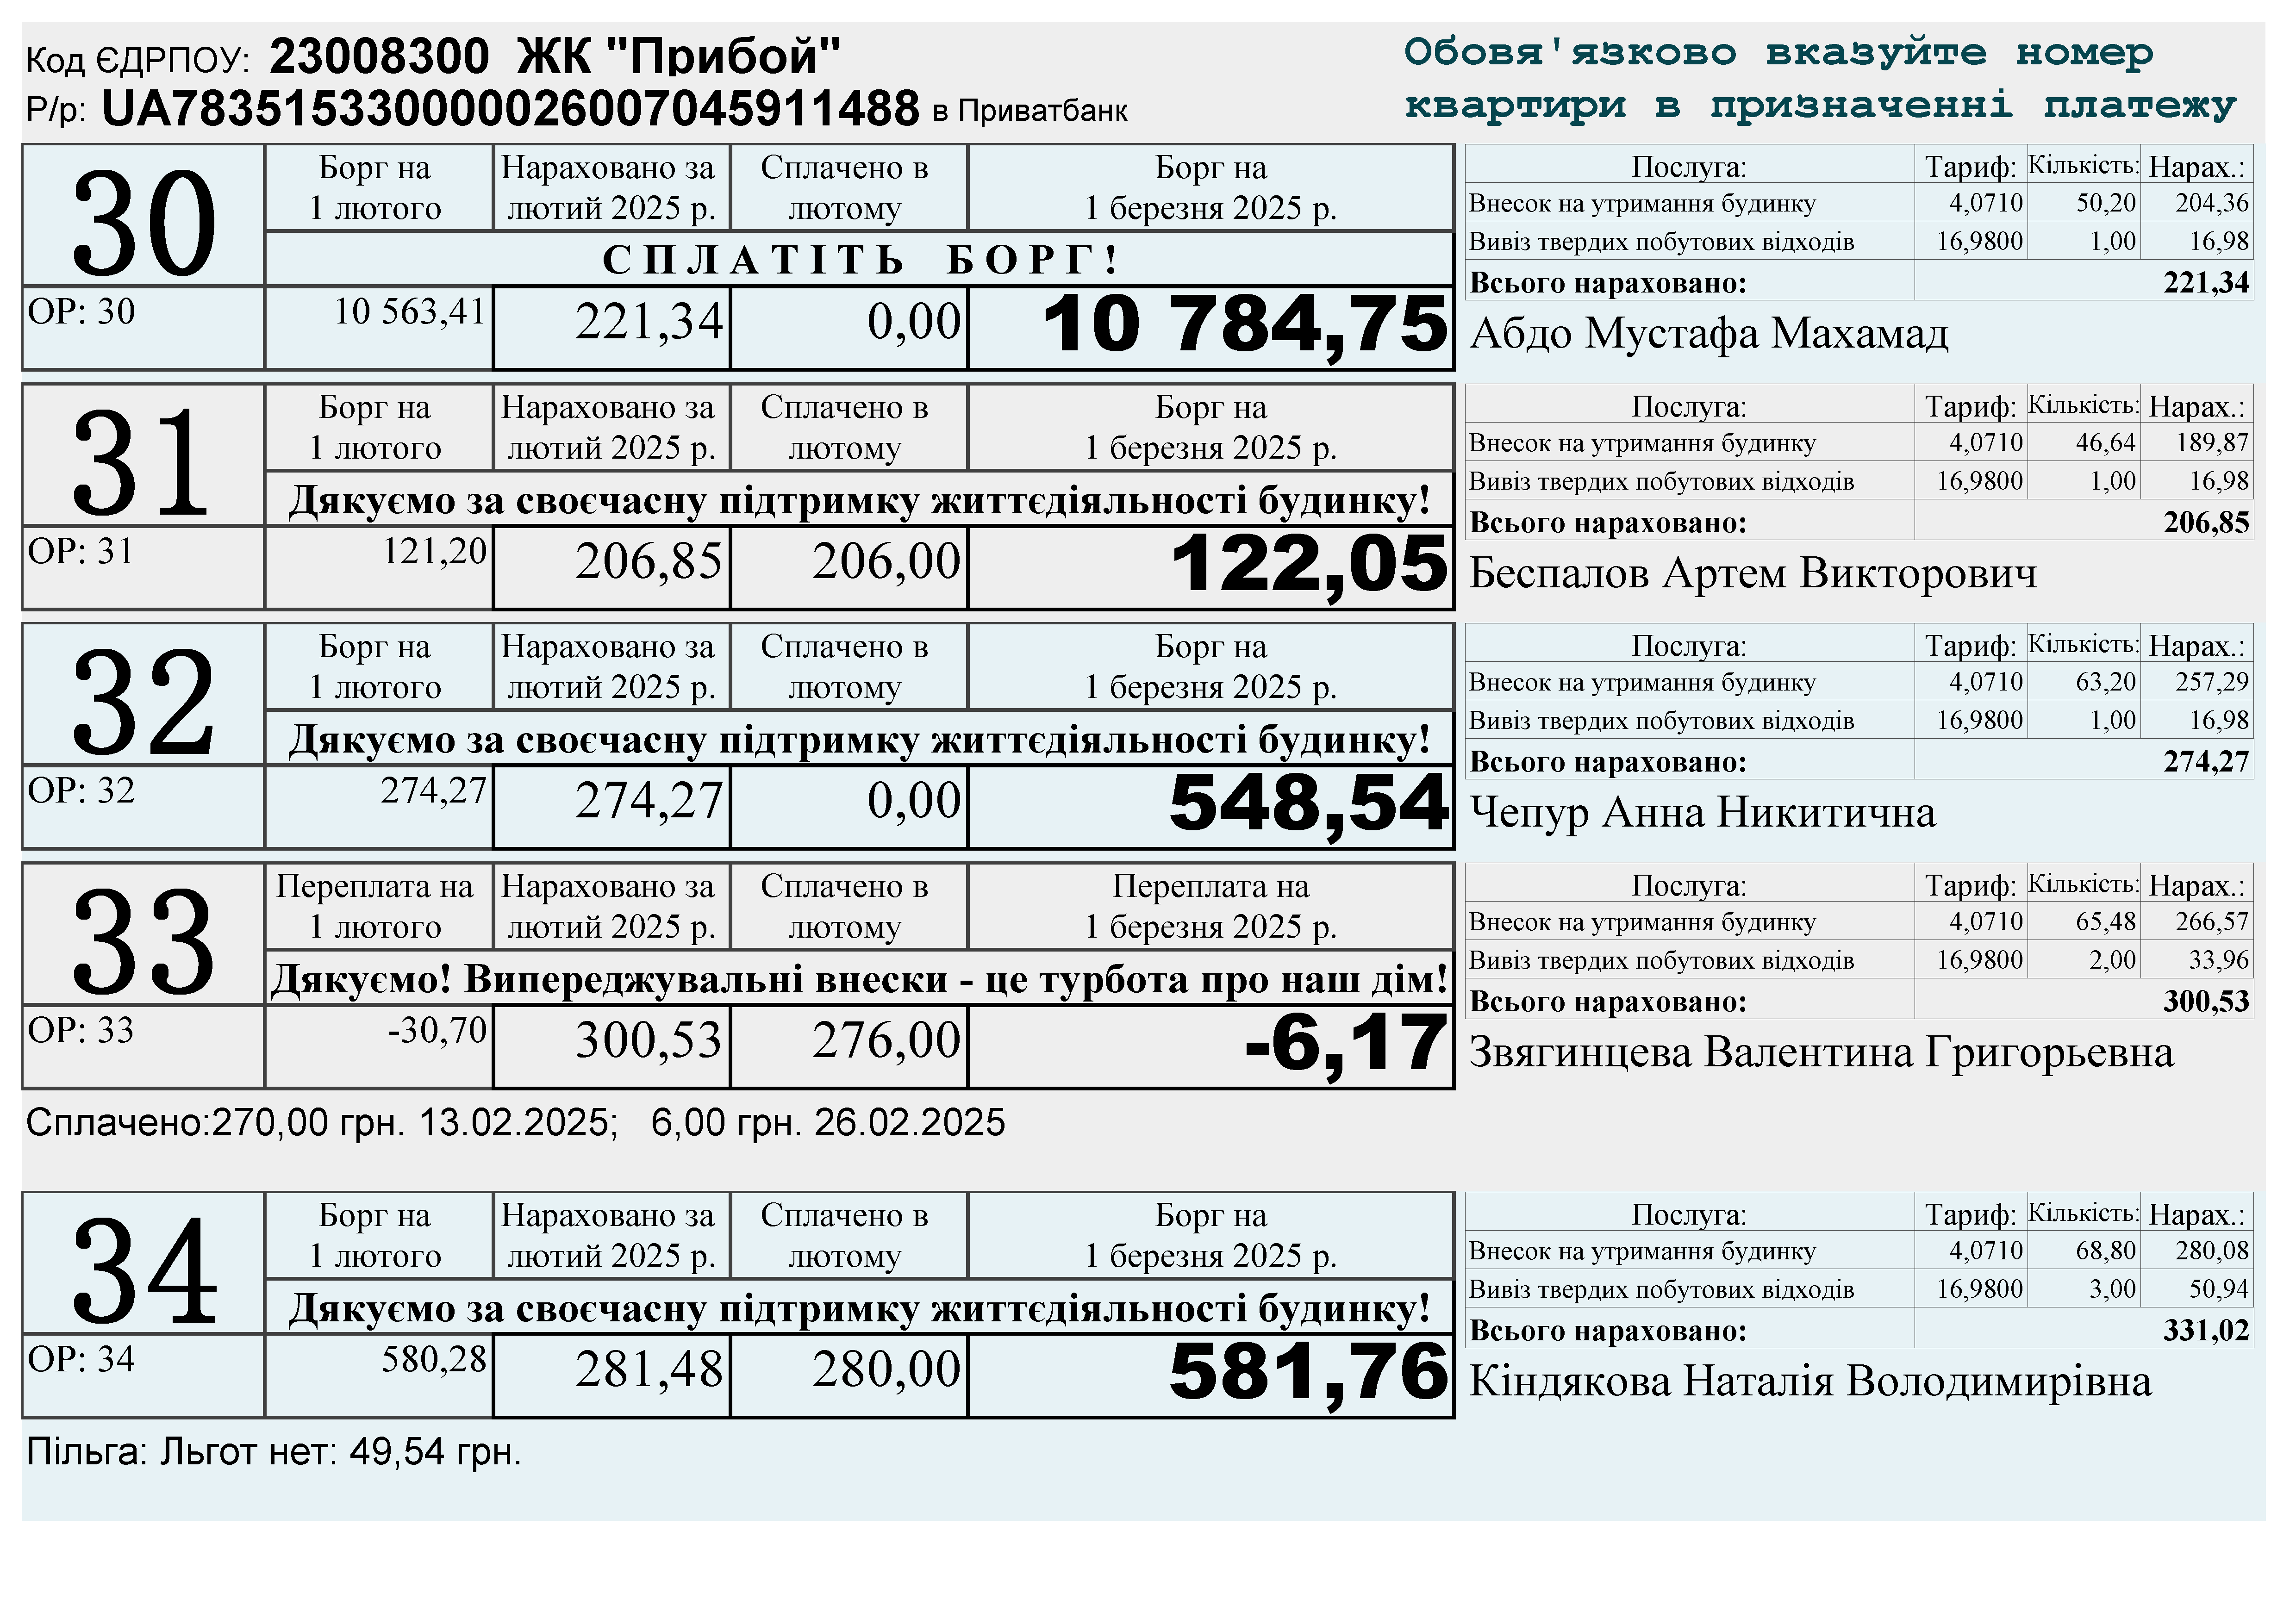 Код ЄДРПОУ: 23008300 ЖК "Прибой"
Р/р: UA783515330000026007045911488 в Приватбанк
Обовя'язково вказуйте номер
квартири в призначенні платежу
30
Борг на 1 лютого
Нараховано за лютий 2025 р.
Сплачено в лютому
Борг на 1 березня 2025 р.
СПЛАТІТЬ БОРГ!
ОР: 30 10 563,41 221,34 0,00 10 784,75
Послуга: Тариф: Кількість: Нарах.:
Внесок на утримання будинку 4,0710 50,20 204,36
Вивіз твердих побутових відходів 16,9800 1,00 16,98
Всього нараховано: 221,34
Абдо Мустафа Махамад
31
Борг на 1 лютого
Нараховано за лютий 2025 р.
Сплачено в лютому
Борг на 1 березня 2025 р.
Дякуємо за своєчасну підтримку життєдіяльності будинку!
ОР: 31 121,20 206,85 206,00 122,05
Послуга: Тариф: Кількість: Нарах.:
Внесок на утримання будинку 4,0710 46,64 189,87
Вивіз твердих побутових відходів 16,9800 1,00 16,98
Всього нараховано: 206,85
Беспалов Артем Викторович
32
Борг на 1 лютого
Нараховано за лютий 2025 р.
Сплачено в лютому
Борг на 1 березня 2025 р.
Дякуємо за своєчасну підтримку життєдіяльності будинку!
ОР: 32 274,27 274,27 0,00 548,54
Послуга: Тариф: Кількість: Нарах.:
Внесок на утримання будинку 4,0710 63,20 257,29
Вивіз твердих побутових відходів 16,9800 1,00 16,98
Всього нараховано: 274,27
Чепур Анна Никитична
33
Переплата на 1 лютого
Нараховано за лютий 2025 р.
Сплачено в лютому
Переплата на 1 березня 2025 р.
Дякуємо! Випереджувальні внески - це турбота про наш дім!
ОР: 33 -30,70 300,53 276,00 -6,17
Послуга: Тариф: Кількість: Нарах.:
Внесок на утримання будинку 4,0710 65,48 266,57
Вивіз твердих побутових відходів 16,9800 2,00 33,96
Всього нараховано: 300,53
Звягинцева Валентина Григорьевна
Сплачено:270,00 грн. 13.02.2025; 6,00 грн. 26.02.2025
34
Борг на 1 лютого
Нараховано за лютий 2025 р.
Сплачено в лютому
Борг на 1 березня 2025 р.
Дякуємо за своєчасну підтримку життєдіяльності будинку!
ОР: 34 580,28 281,48 280,00 581,76
Послуга: Тариф: Кількість: Нарах.:
Внесок на утримання будинку 4,0710 68,80 280,08
Вивіз твердих побутових відходів 16,9800 3,00 50,94
Всього нараховано: 331,02
Кіндякова Наталія Володимирівна
Пільга: Льгот нет: 49,54 грн.